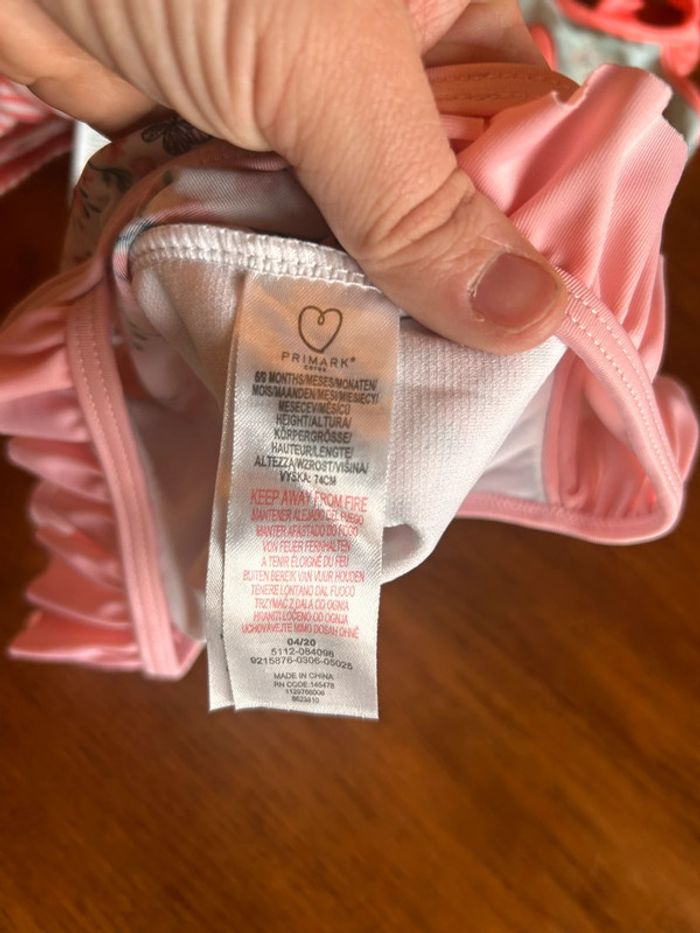 PRIMARK®
CARES
6/9 MONTHS/MESES/MONATEN/
MOIS/MAANDEN/MESI/MIESIĘCY/
MESECEV/MĚSÍCŮ
HEIGHT/ALTURA/
KÖRPERGRÖSSE/
HAUTEUR/LENGTE/
ALTEZZA/WZROST/VIŠINA/
VÝŠKA: 74CM
KEEP AWAY FROM FIRE
MANTENER ALEJADO DEL FUEGO
MANTER AFASTADO DO FOGO
VON FEUER FERNHALTEN
A TENIR ÉLOIGNÉ DU FEU
BUITEN BEREIK VAN VUUR HOUDEN
TENERE LONTANO DAL FUOCO
TRZYMAĆ Z DALA OD OGNIA
HRANITI LOČENO OD OGNJA
UCHOVÁVEJTE MIMO DOSAH OHNĚ
04/20
5112-084098
9215876-0306-05025
MADE IN CHINA
RN CODE:145478
1129766006
8623810